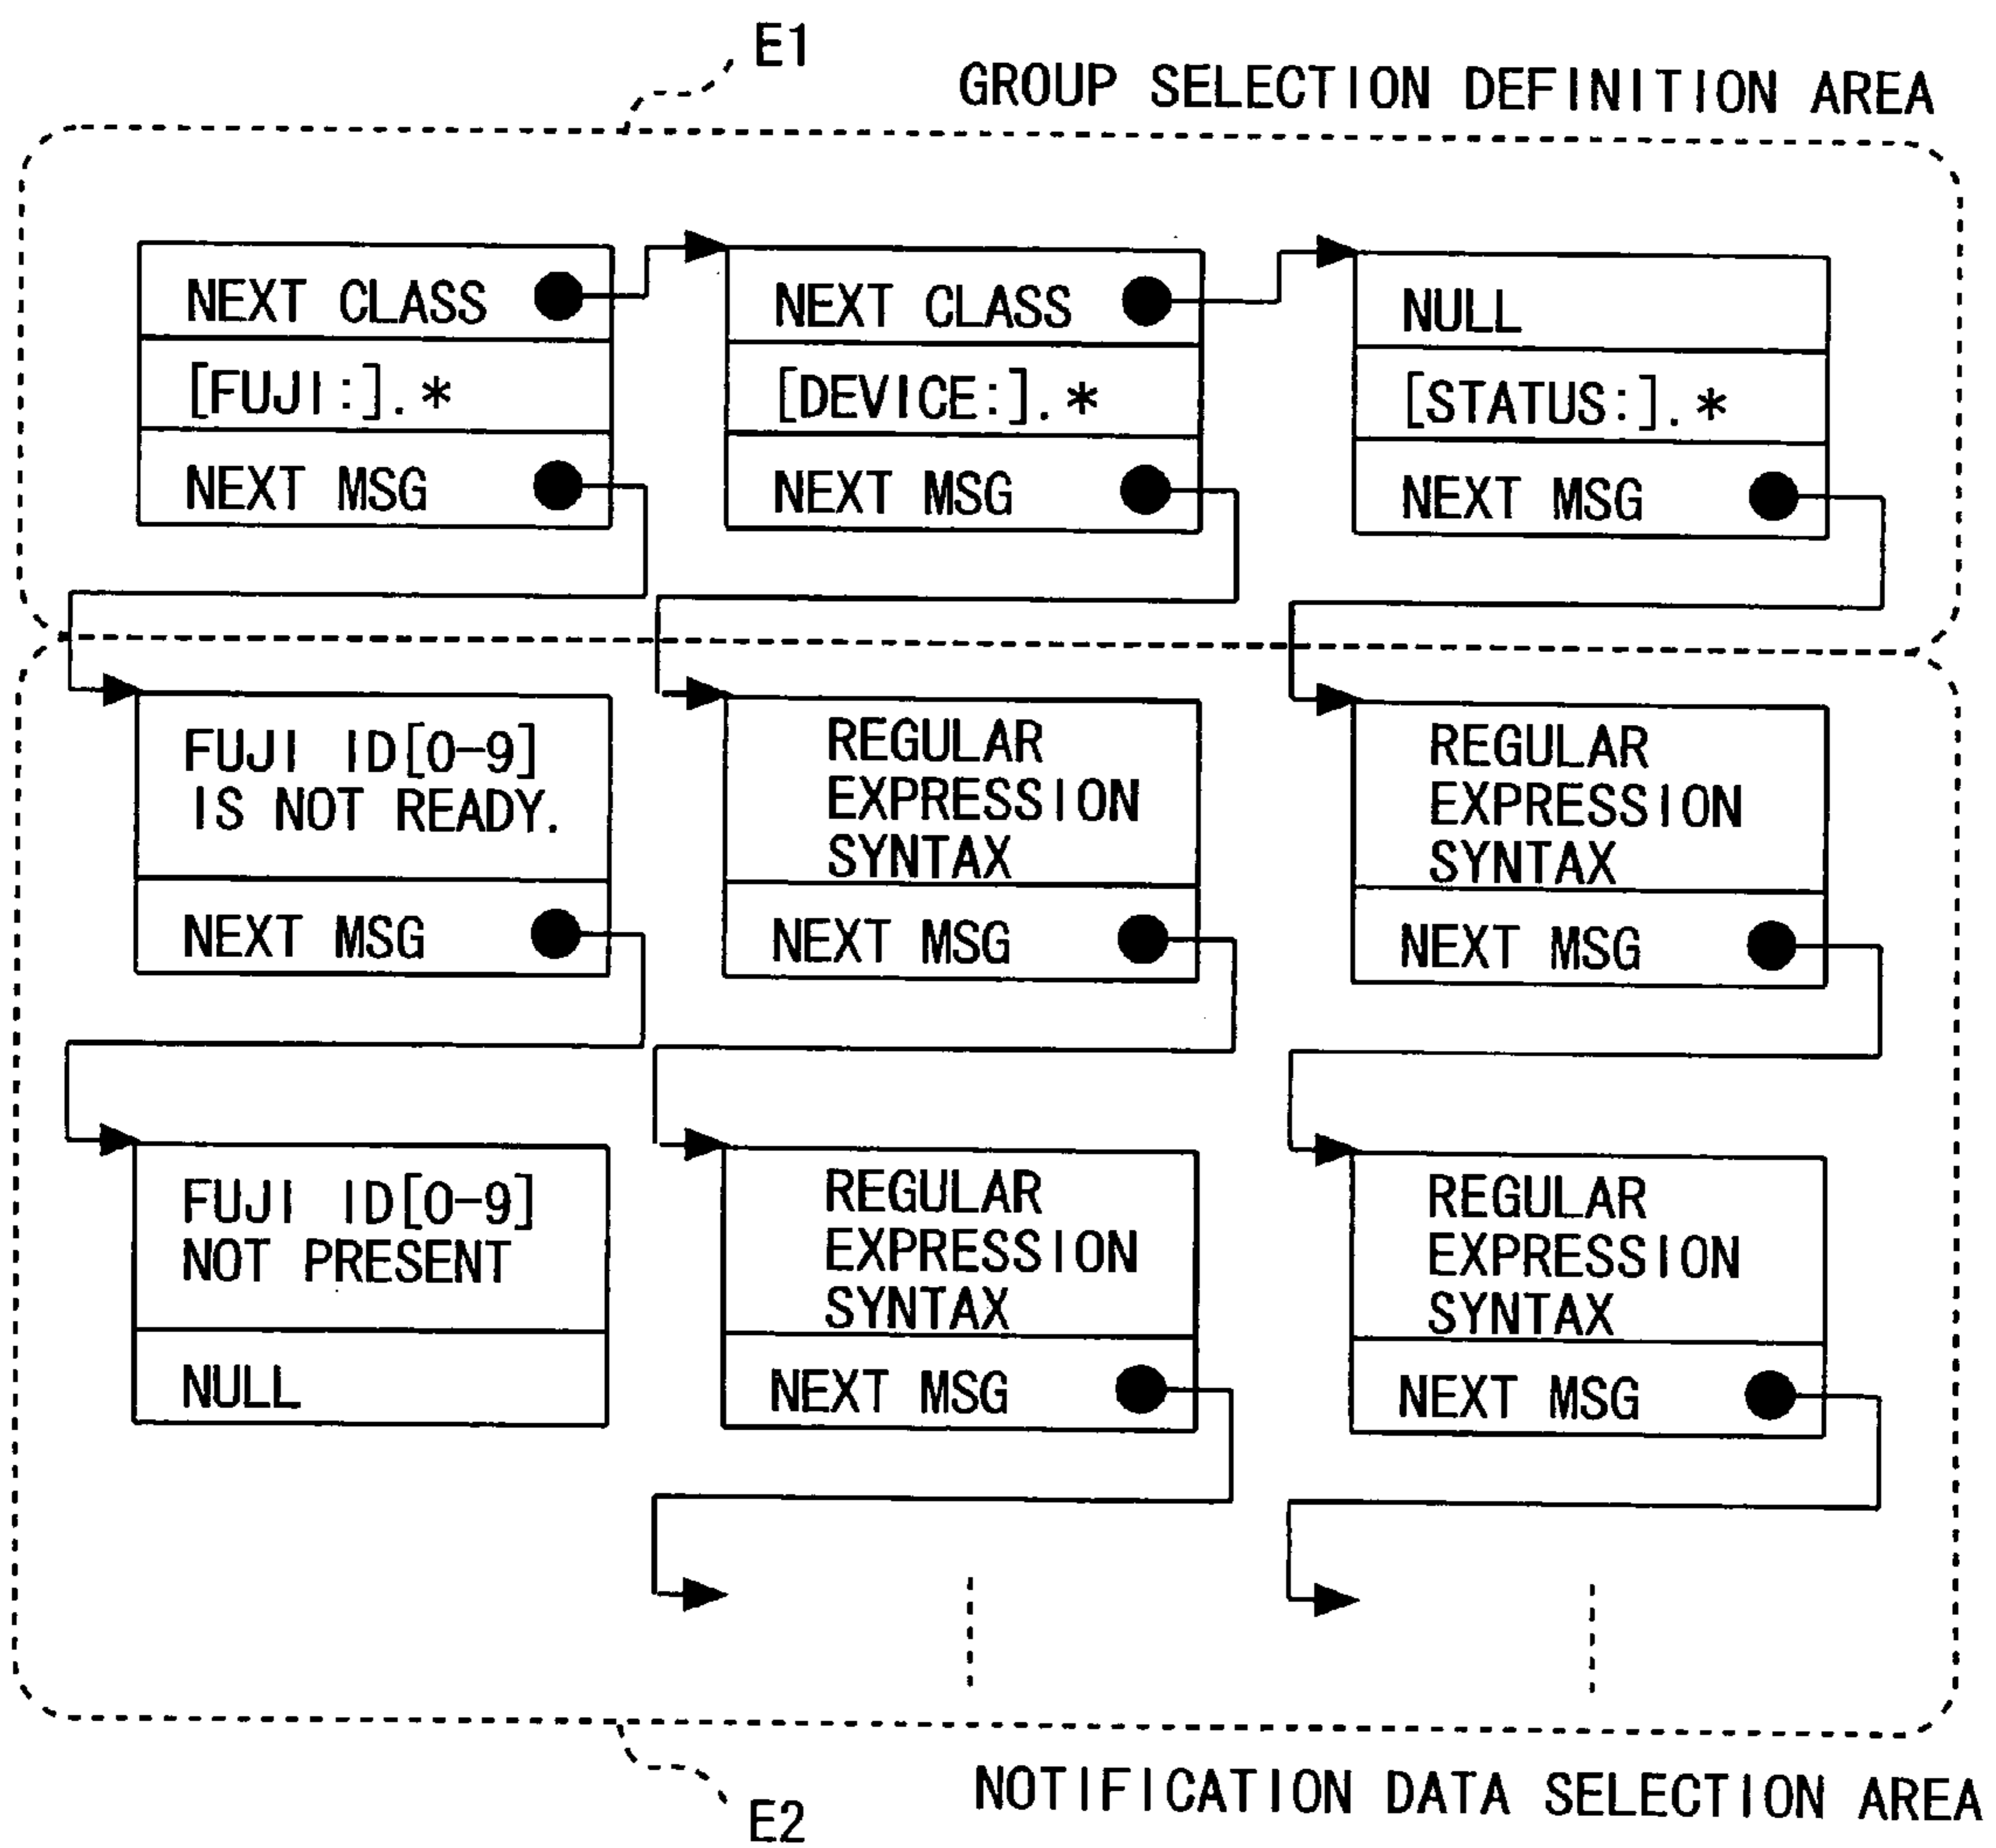 E1
GROUP SELECTION DEFINITION AREA
NEXT CLASS
[FUJI:].*
NEXT MSG
NEXT CLASS
[DEVICE:].*
NEXT MSG
NULL
[STATUS:].*
NEXT MSG
FUJI ID[0-9]
IS NOT READY.
NEXT MSG
REGULAR
EXPRESSION
SYNTAX
NEXT MSG
REGULAR
EXPRESSION
SYNTAX
NEXT MSG
FUJI ID[0-9]
NOT PRESENT
NULL
REGULAR
EXPRESSION
SYNTAX
NEXT MSG
REGULAR
EXPRESSION
SYNTAX
NEXT MSG
NOTIFICATION DATA SELECTION AREA
E2